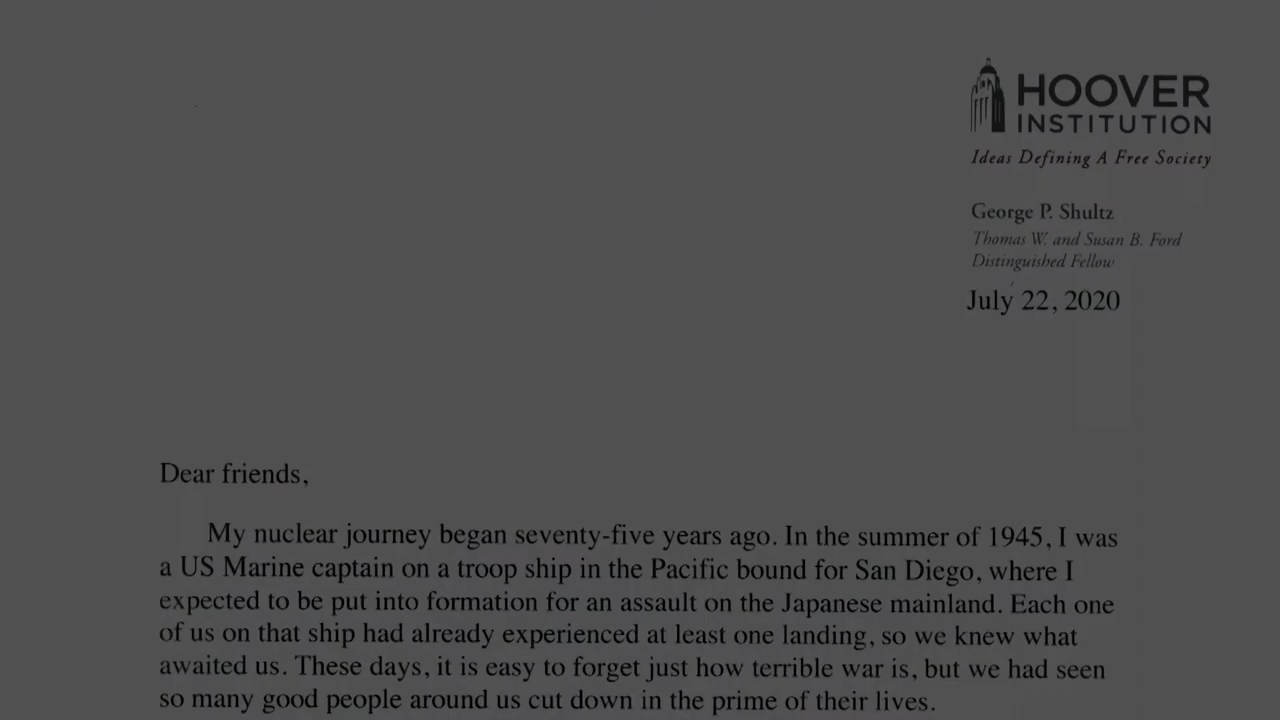 HOOVER
INSTITUTION
Ideas Defining A Free Society
George P. Shultz
Thomas W. and Susan B. Ford
Distinguished Fellow
July 22, 2020
Dear friends,
My nuclear journey began seventy-five years ago. In the summer of 1945, I was
a US Marine captain on a troop ship in the Pacific bound for San Diego, where I
expected to be put into formation for an assault on the Japanese mainland. Each one
of us on that ship had already experienced at least one landing, so we knew what
awaited us. These days, it is easy to forget just how terrible war is, but we had seen
so many good people around us cut down in the prime of their lives.